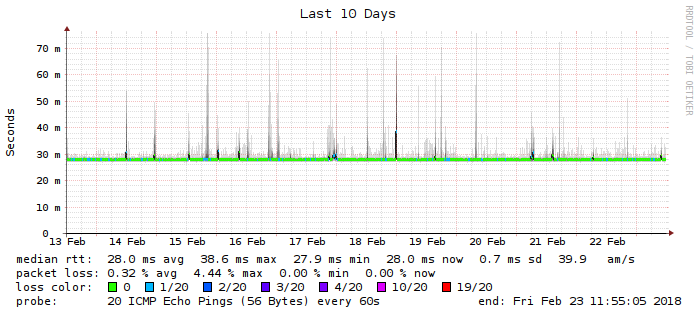 Last 10 Days
RRDTOOL / TOBI OETIKER
Seconds
70 m
60 m
50 m
40 m
30 m
20 m
10 m
0
13 Feb 14 Feb 15 Feb 16 Feb 17 Feb 18 Feb 19 Feb 20 Feb 21 Feb 22 Feb
median rtt: 28.0 ms avg 38.6 ms max 27.9 ms min 28.0 ms now 0.7 ms sd 39.9 am/s
packet loss: 0.32 % avg 4.44 % max 0.00 % min 0.00 % now
loss color: 0 1/20 2/20 3/20 4/20 10/20 19/20
probe: 20 ICMP Echo Pings (56 Bytes) every 60s end: Fri Feb 23 11:55:05 2018